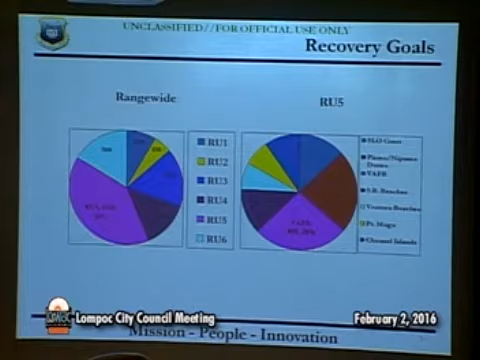 UNCLASSIFIED//FOR OFFICIAL USE ONLY
Recovery Goals
Rangewide
RU5
RU1
RU2
RU3
RU4
RU5
RU6
SLO Coast
Pismo/Nipomo
Dunes
VAFB
S.B. Beaches
Ventura Beaches
Pt. Mugu
Channel Islands
Lompoc City Council Meeting
February 2, 2016
Mission - People - Innovation